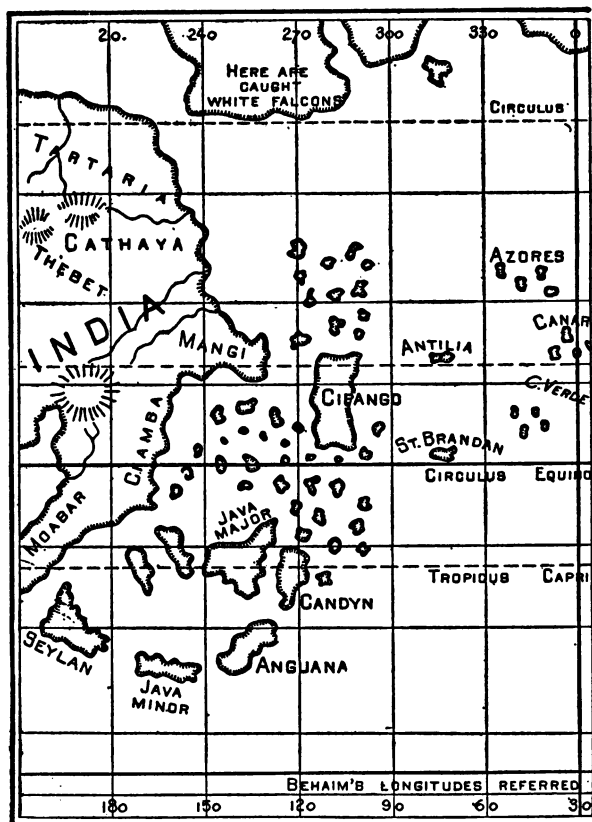 20. 240 270 300 330 0
HERE ARE
CAUGHT
WHITE FALCONS
CIRCULUS
TARTARIA
CATHAYA
THEBET
AZORES
INDIA
CANAR
MANGI
ANTILIA
CIPANGO
C. VERDE
CIAMBA
ST. BRANDAN
CIRCULUS EQUINO
MOABAR
JAVA
MAJOR
TROPICUS CAPRI
CANDYN
SEYLAN
ANGUANA
JAVA
MINOR
BEHAIM'S LONGITUDES REFERRED
180. 150 120 90 60 30